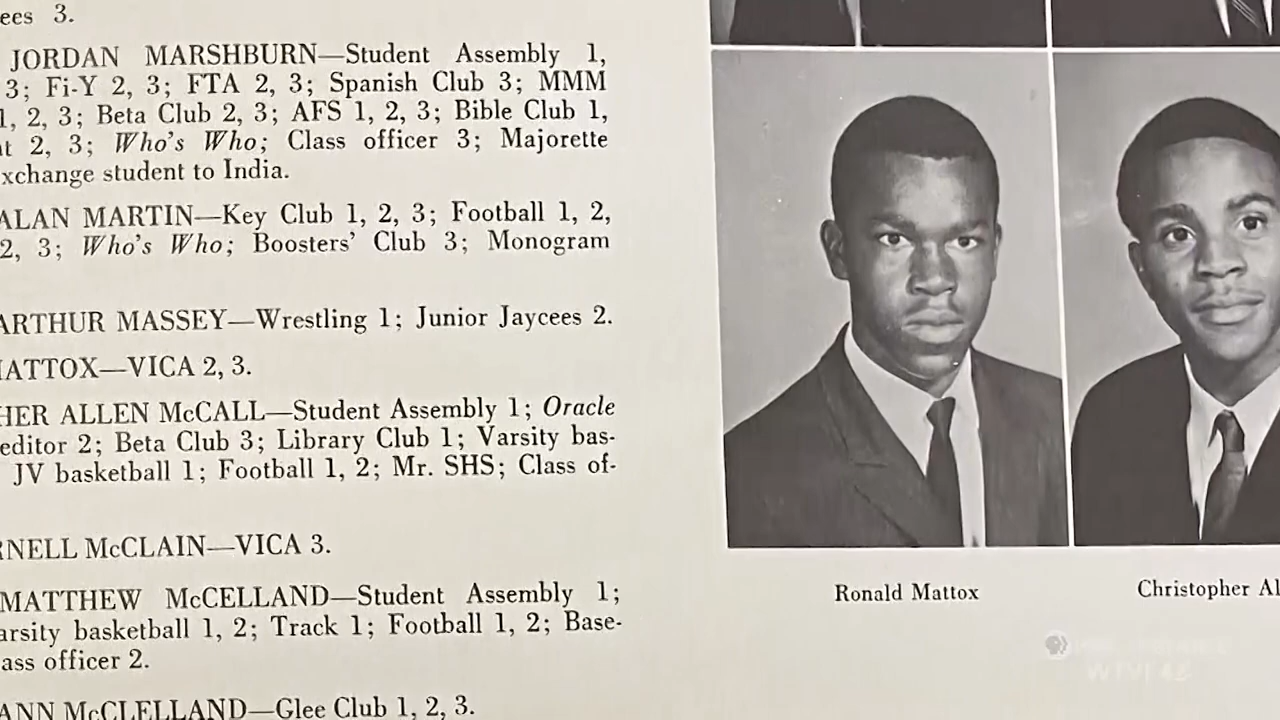 ees 3.
JORDAN MARSHBURN—Student Assembly 1,
3; Fi-Y 2, 3; FTA 2, 3; Spanish Club 3; MMM
1, 2, 3; Beta Club 2, 3; AFS 1, 2, 3; Bible Club 1,
nt 2, 3; Who's Who; Class officer 3; Majorette
xchange student to India.
ALAN MARTIN—Key Club 1, 2, 3; Football 1, 2,
2, 3; Who's Who; Boosters' Club 3; Monogram
ARTHUR MASSEY—Wrestling 1; Junior Jaycees 2.
MATTOX—VICA 2, 3.
HER ALLEN McCALL—Student Assembly 1; Oracle
editor 2; Beta Club 3; Library Club 1; Varsity bas-
JV basketball 1; Football 1, 2; Mr. SHS; Class of-
RNELL McCLAIN—VICA 3.
MATTHEW McCELLAND—Student Assembly 1;
arsity basketball 1, 2; Track 1; Football 1, 2; Base-
ass officer 2.
ANN McCLELLAND—Glee Club 1, 2, 3.
Ronald Mattox
Christopher Al